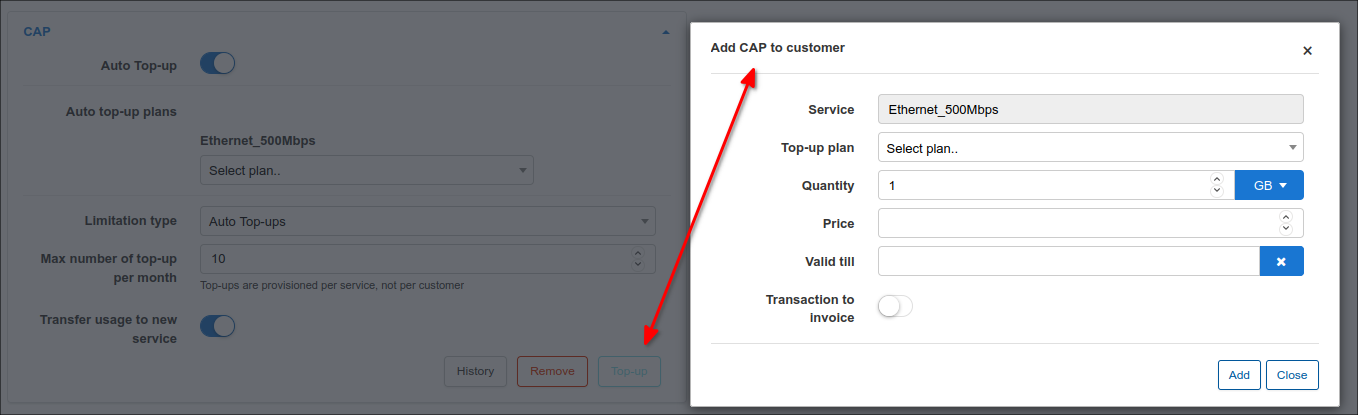 CAP
Auto Top-up
Auto top-up plans
Ethernet_500Mbps
Select plan..
Limitation type
Auto Top-ups
Max number of top-up
per month
10
Top-ups are provisioned per service, not per customer
Transfer usage to new
service
History
Remove
Top-up
Add CAP to customer
×
Service
Ethernet_500Mbps
Top-up plan
Select plan..
Quantity
1
GB
Price
Valid till
Transaction to
invoice
Add
Close